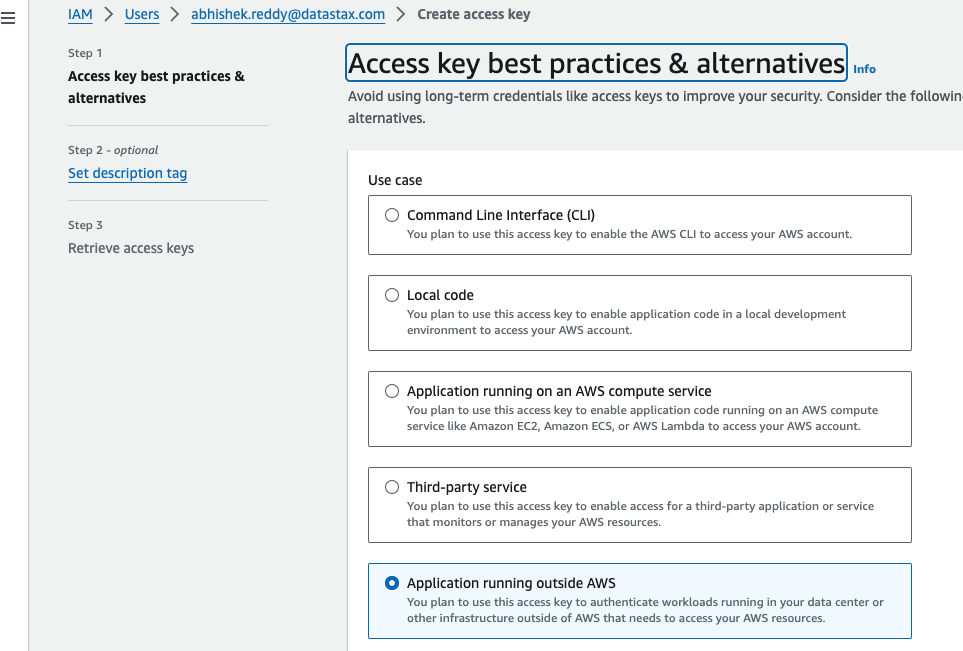 IAM > Users > abhishek.reddy@datastax.com > Create access key
Step 1
Access key best practices &
alternatives
Step 2 - optional
Set description tag
Step 3
Retrieve access keys
Access key best practices & alternatives Info
Avoid using long-term credentials like access keys to improve your security. Consider the followin
alternatives.
Use case
Command Line Interface (CLI)
You plan to use this access key to enable the AWS CLI to access your AWS account.
Local code
You plan to use this access key to enable application code in a local development
environment to access your AWS account.
Application running on an AWS compute service
You plan to use this access key to enable application code running on an AWS compute
service like Amazon EC2, Amazon ECS, or AWS Lambda to access your AWS account.
Third-party service
You plan to use this access key to enable access for a third-party application or service
that monitors or manages your AWS resources.
Application running outside AWS
You plan to use this access key to authenticate workloads running in your data center or
other infrastructure outside of AWS that needs to access your AWS resources.